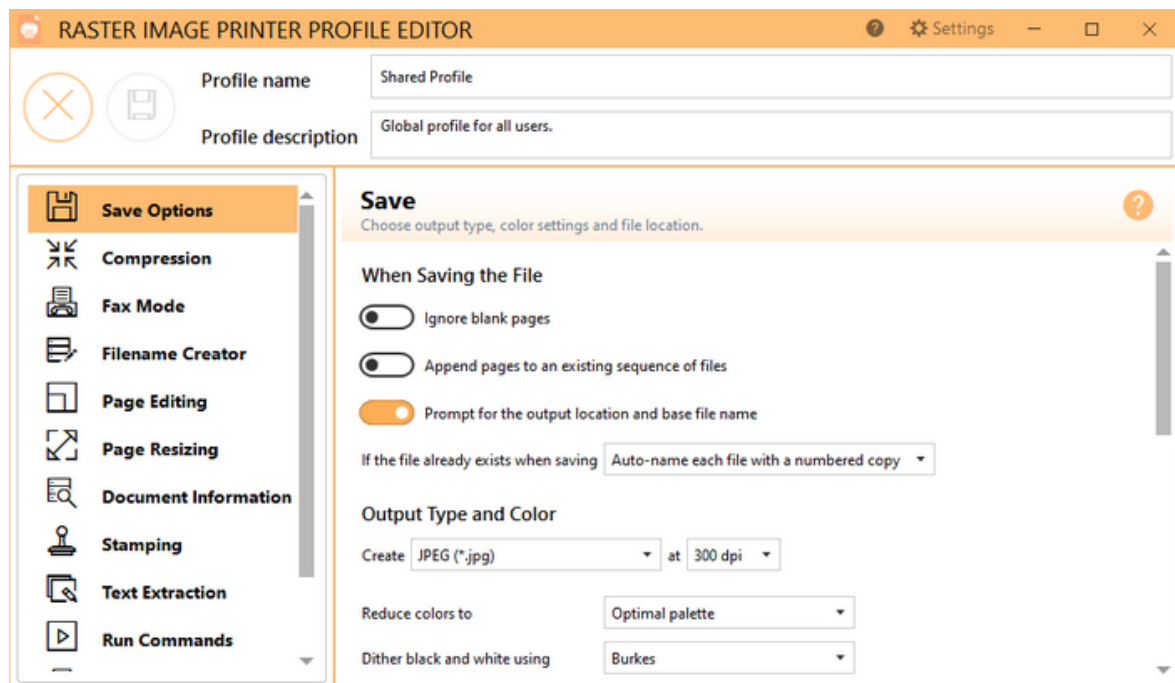 RASTER IMAGE PRINTER PROFILE EDITOR ? Settings
Profile name Shared Profile
Profile description Global profile for all users.
Save Options
Compression
Fax Mode
Filename Creator
Page Editing
Page Resizing
Document Information
Stamping
Text Extraction
Run Commands
Save
?
Choose output type, color settings and file location.
When Saving the File
Ignore blank pages
Append pages to an existing sequence of files
Prompt for the output location and base file name
If the file already exists when saving Auto-name each file with a numbered copy
Output Type and Color
Create JPEG (*.jpg) at 300 dpi
Reduce colors to Optimal palette
Dither black and white using Burkes